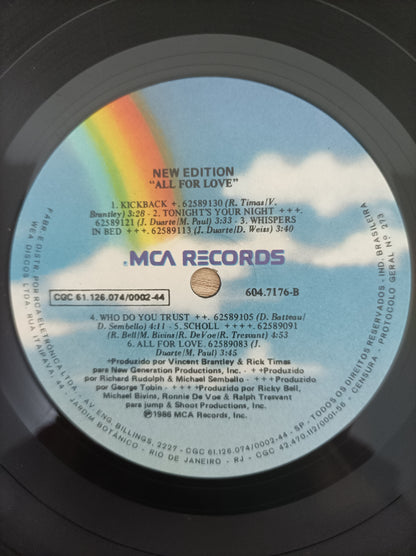 NEW EDITION
"ALL FOR LOVE"
1. KICKBACK +. 62589130 (R. Timas/V.
Brantley) 3:28 - 2. TONIGHT'S YOUR NIGHT +++.
62589121 (J. Duarte/M. Paul) 3:33 - 3. WHISPERS
IN BED +++. 62589113 (J. Duarte/D. Weiss) 3:40
MCA RECORDS
CGC 61.126.074/0002-44
604.7176-B
4. WHO DO YOU TRUST ++. 62589105 (D. Batteau/
D. Sembello) 4:11 - 5. SCHOLL ++++. 62589091
(R. Bell/M. Bivins/R. DeVoe/R. Tresvant) 4:53
6. ALL FOR LOVE. 62589083 (J.
Duarte/M. Paul) 3:45
+Produzido por Vincent Brantley & Rick Timas
para New Generation Productions, Inc. - ++Produzido
por Richard Rudolph & Michael Sembello. +++Produzido
por George Tobin - ++++Produzido por Ricky Bell,
Michael Bivins, Ronnie De Voe & Ralph Tresvant
para jump & Shoot Productions, Inc.
Ⓟ1986 MCA Records, Inc.
FABR. E DISTR. POR RCA ELETRÔNICA LTDA. - AV. ENG. BILLINGS, 2227 - CGC 61.126.074/0002-44 - SP. TODOS OS DIREITOS RESERVADOS - IND. BRASILEIRA
WEA DISCOS LTDA RUA ITAIPAVA, 44 - JARDIM BOTÂNICO - RIO DE JANEIRO - RJ - CGC 42.470.112/0001-56 - CENSURA - PROTOCOLO GERAL Nº 273